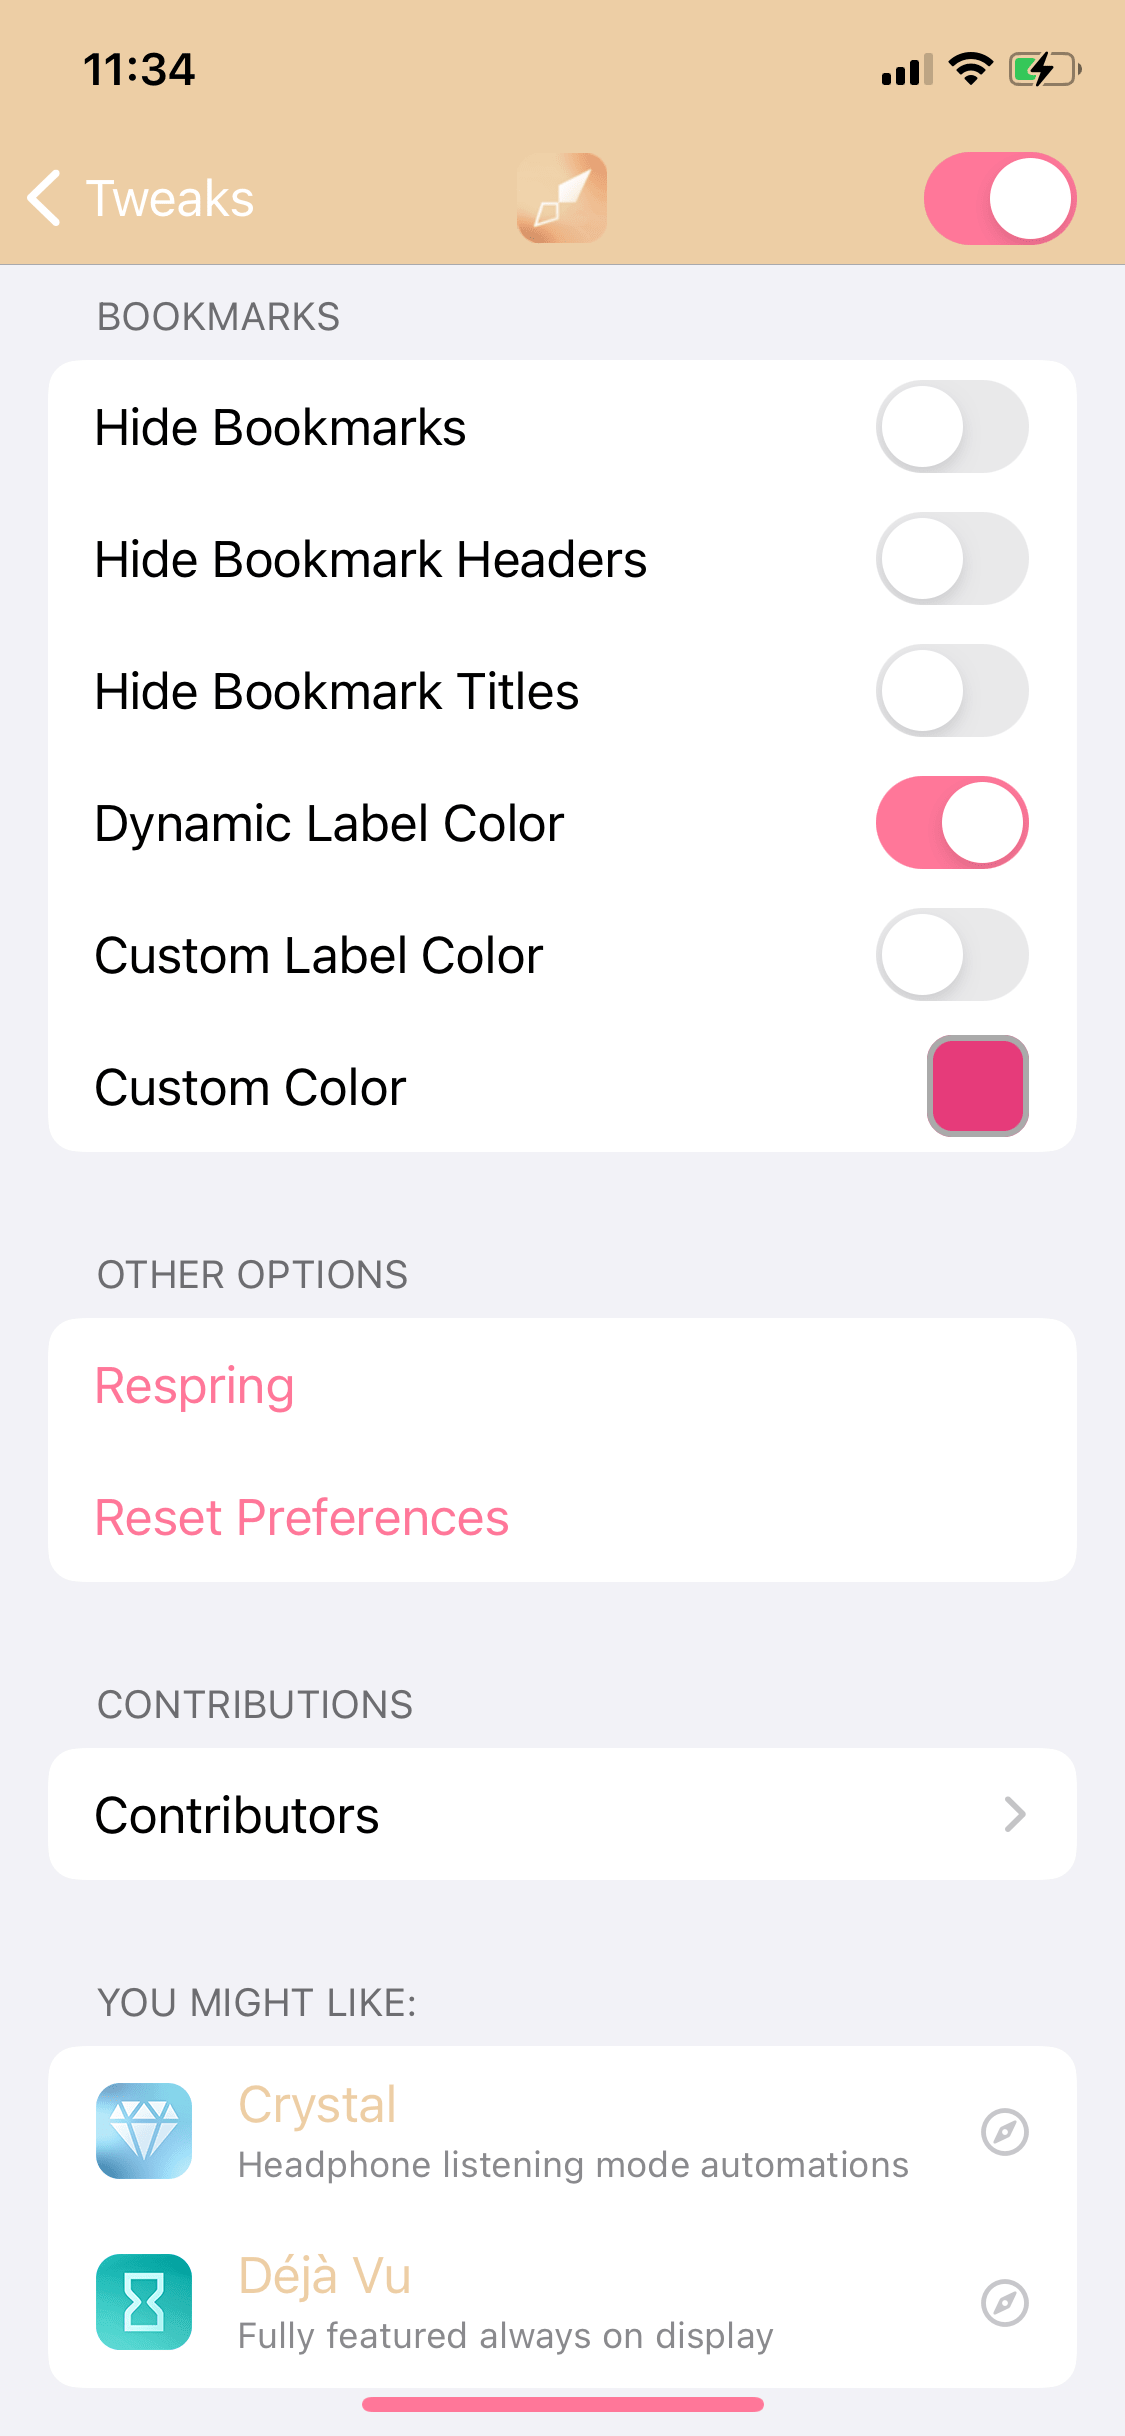 11:34
Tweaks
BOOKMARKS
Hide Bookmarks
Hide Bookmark Headers
Hide Bookmark Titles
Dynamic Label Color
Custom Label Color
Custom Color
OTHER OPTIONS
Respring
Reset Preferences
CONTRIBUTIONS
Contributors
YOU MIGHT LIKE:
Crystal
Headphone listening mode automations
Déjà Vu
Fully featured always on display